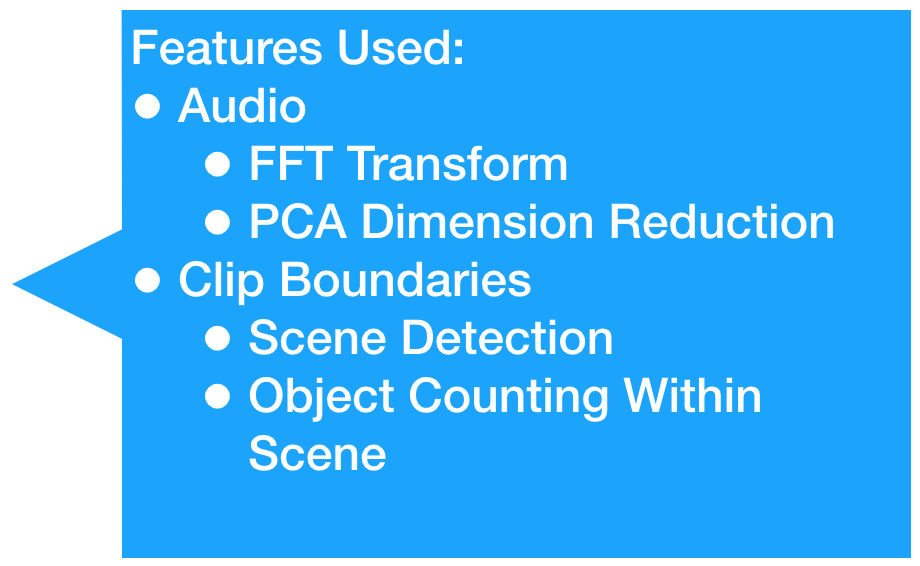 Features Used:
● Audio
● FFT Transform
● PCA Dimension Reduction
● Clip Boundaries
● Scene Detection
● Object Counting Within
Scene